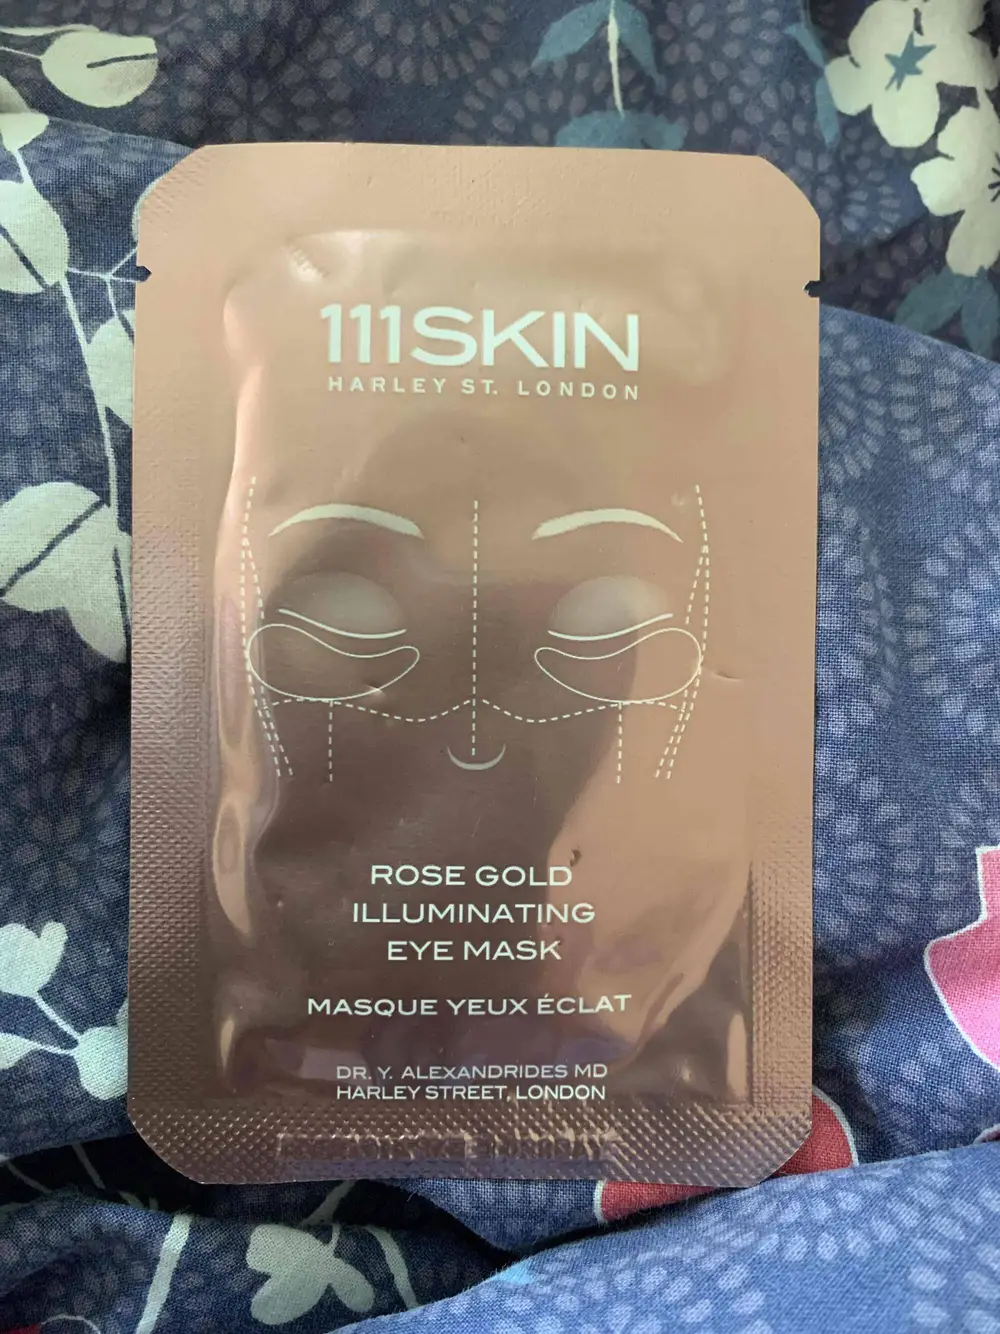 111SKIN
HARLEY ST. LONDON
ROSE GOLD
ILLUMINATING
EYE MASK
MASQUE YEUX ÉCLAT
DR. Y. ALEXANDRIDES MD
HARLEY STREET, LONDON